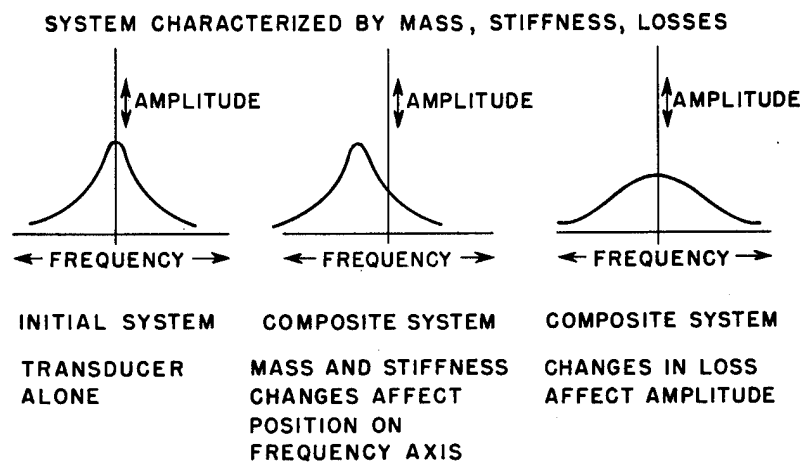 SYSTEM CHARACTERIZED BY MASS, STIFFNESS, LOSSES
AMPLITUDE
FREQUENCY
INITIAL SYSTEM
TRANSDUCER
ALONE
AMPLITUDE
FREQUENCY
COMPOSITE SYSTEM
MASS AND STIFFNESS
CHANGES AFFECT
POSITION ON
FREQUENCY AXIS
AMPLITUDE
FREQUENCY
COMPOSITE SYSTEM
CHANGES IN LOSS
AFFECT AMPLITUDE